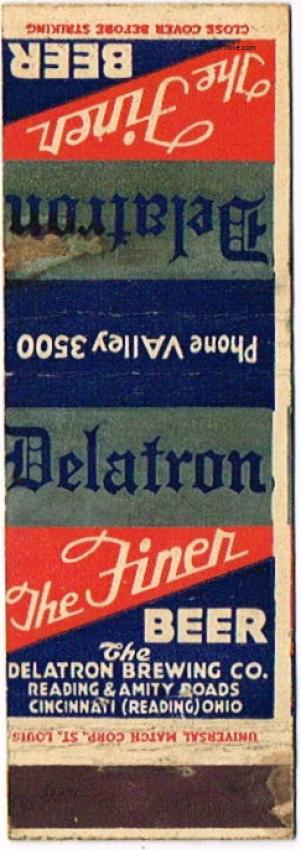 CLOSE COVER BEFORE STRIKING
BEER
The Finer
Delatron
Phone VAlley 3500
Delatron
The Finer
BEER
The
DELATRON BREWING CO.
READING & AMITY ROADS
CINCINNATI (READING) OHIO
UNIVERSAL MATCH CORP., ST. LOUIS